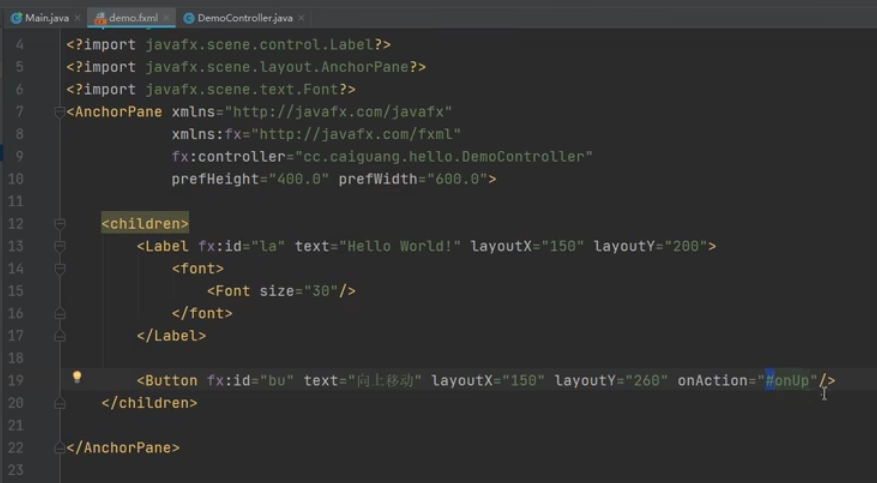 Main.java × demo.fxml × DemoController.java ×
4 <?import javafx.scene.control.Label?>
5 <?import javafx.scene.layout.AnchorPane?>
6 <?import javafx.scene.text.Font?>
7 <AnchorPane xmlns="http://javafx.com/javafx"
8 xmlns:fx="http://javafx.com/fxml"
9 fx:controller="cc.caiguang.hello.DemoController"
10 prefHeight="400.0" prefWidth="600.0">
11
12 <children>
13 <Label fx:id="la" text="Hello World!" layoutX="150" layoutY="200">
14 <font>
15 <Font size="30"/>
16 </font>
17 </Label>
18
19 <Button fx:id="bu" text="向上移动" layoutX="150" layoutY="260" onAction="#onUp"/>
20 </children>
21
22 </AnchorPane>
23